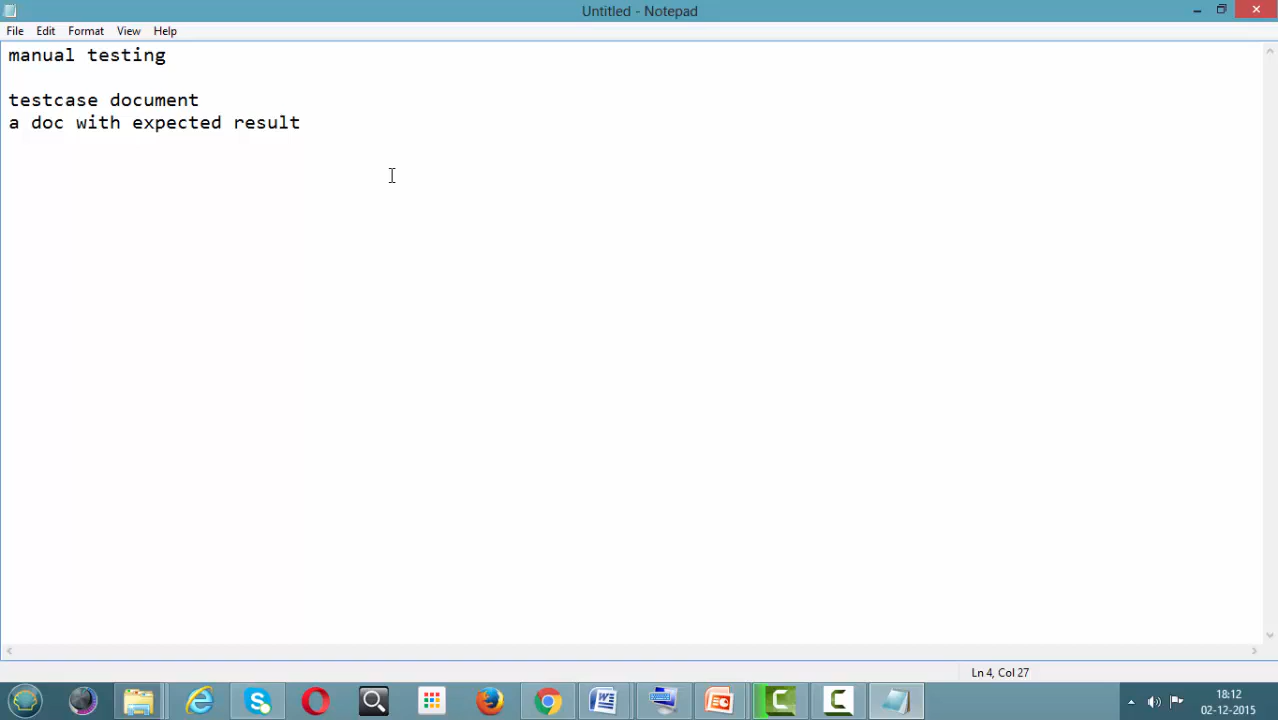 Untitled - Notepad
File Edit Format View Help
manual testing
testcase document
a doc with expected result
Ln 4, Col 27
18:12
02-12-2015